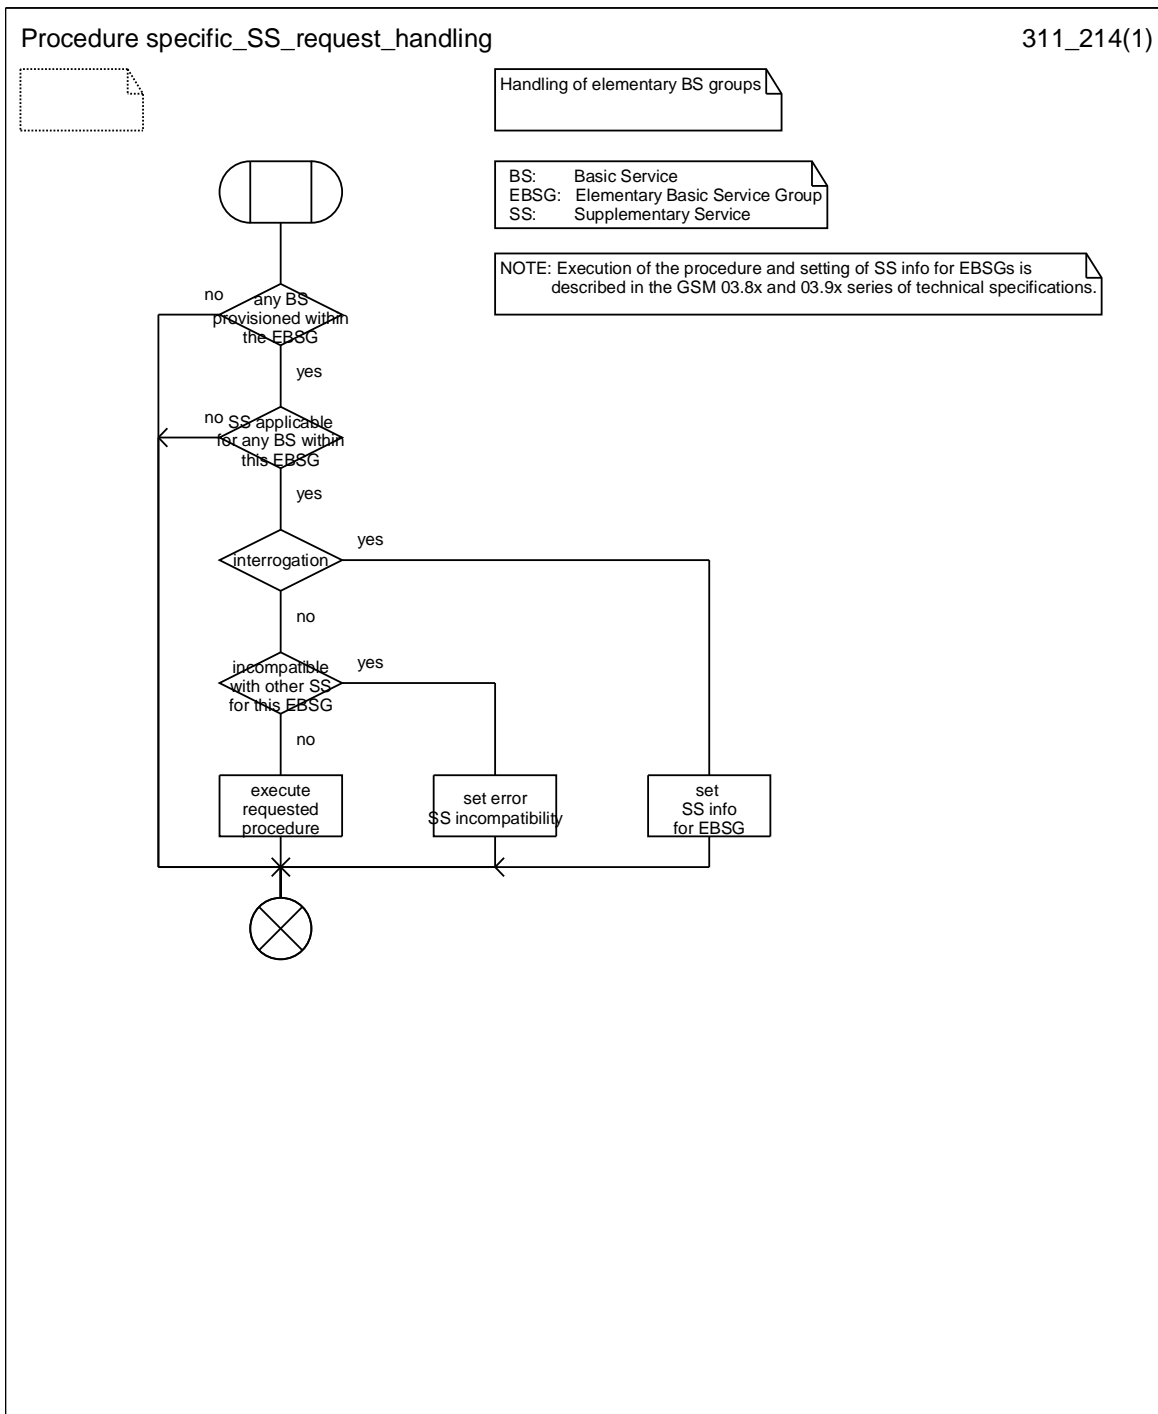 Procedure specific_SS_request_handling
311_214(1)
Handling of elementary BS groups
BS: Basic Service
EBSG: Elementary Basic Service Group
SS: Supplementary Service
NOTE: Execution of the procedure and setting of SS info for EBSGs is
described in the GSM 03.8x and 03.9x series of technical specifications.
no
any BS
provisioned within
the EBSG
yes
no
SS applicable
for any BS within
this EBSG
yes
interrogation
yes
no
incompatible
with other SS
for this EBSG
yes
no
execute
requested
procedure
set error
SS incompatibility
set
SS info
for EBSG